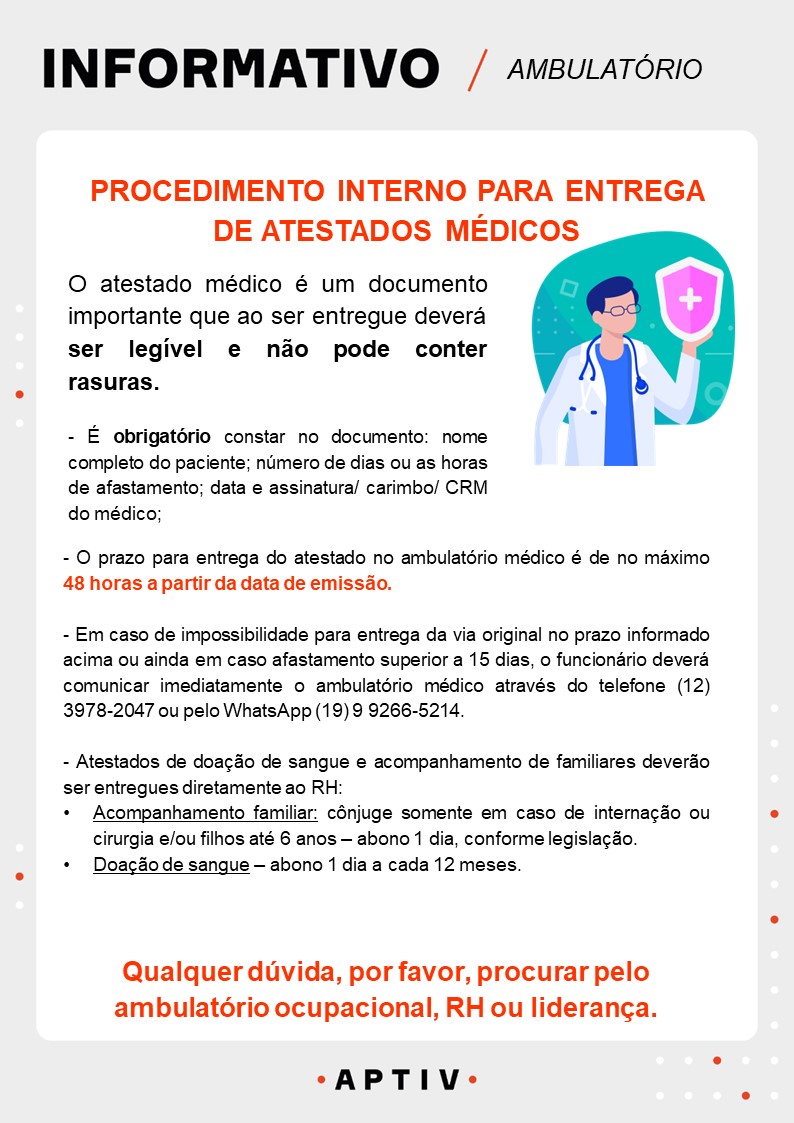 INFORMATIVO / AMBULATÓRIO
PROCEDIMENTO INTERNO PARA ENTREGA
DE ATESTADOS MÉDICOS
O atestado médico é um documento
importante que ao ser entregue deverá
ser legível e não pode conter
rasuras.
- É obrigatório constar no documento: nome
completo do paciente; número de dias ou as horas
de afastamento; data e assinatura/ carimbo/ CRM
do médico;
- O prazo para entrega do atestado no ambulatório médico é de no máximo
48 horas a partir da data de emissão.
- Em caso de impossibilidade para entrega da via original no prazo informado
acima ou ainda em caso afastamento superior a 15 dias, o funcionário deverá
comunicar imediatamente o ambulatório médico através do telefone (12)
3978-2047 ou pelo WhatsApp (19) 9 9266-5214.
- Atestados de doação de sangue e acompanhamento de familiares deverão
ser entregues diretamente ao RH:
• Acompanhamento familiar: cônjuge somente em caso de internação ou
cirurgia e/ou filhos até 6 anos – abono 1 dia, conforme legislação.
• Doação de sangue – abono 1 dia a cada 12 meses.
Qualquer dúvida, por favor, procurar pelo
ambulatório ocupacional, RH ou liderança.
• APTIV •